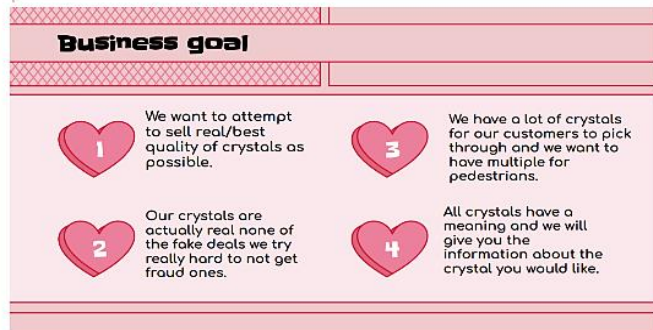 Business goal
1
We want to attempt
to sell real/best
quality of crystals as
possible.
2
Our crystals are
actually real none of
the fake deals we try
really hard to not get
fraud ones.
3
We have a lot of crystals
for our customers to pick
through and we want to
have multiple for
pedestrians.
4
All crystals have a
meaning and we will
give you the
information about the
crystal you would like.